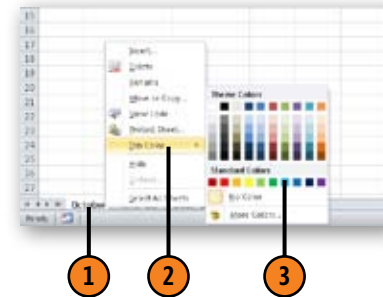 15
16
17
18
19
20
21
22
23
24
25
26
27
Insert...
Delete
Rename
Move or Copy...
View Code
Protect Sheet...
Tab Color
Hide
Select All Sheets
Theme Colors
Standard Colors
No Color
More Colors...
October
Ready
1
2
3